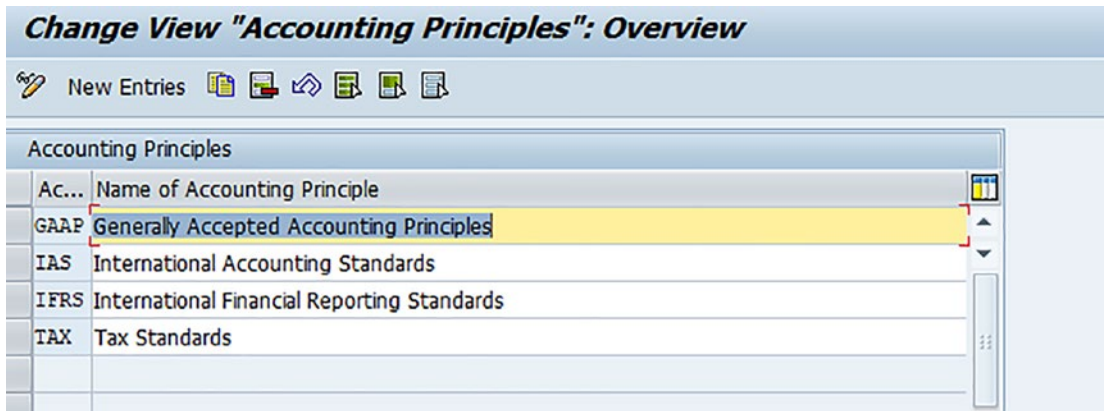 Change View "Accounting Principles": Overview
New Entries
Accounting Principles
Ac... Name of Accounting Principle
GAAP Generally Accepted Accounting Principles
IAS International Accounting Standards
IFRS International Financial Reporting Standards
TAX Tax Standards